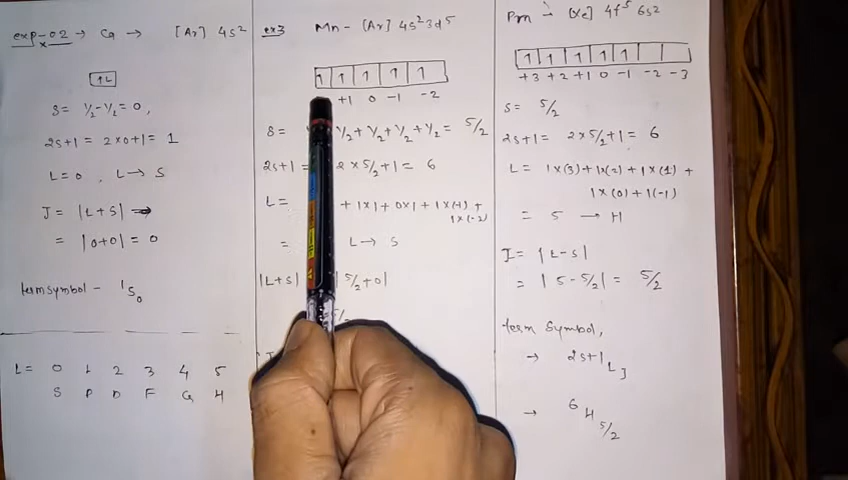 exp-02 → Ca → [Ar] 4s²
↑↓
S = ½-½ = 0,
2s+1 = 2×0+1 = 1
L = 0, L → S
J = |L+S| →
= |0+0| = 0
term symbol - ¹S₀
L = 0 1 2 3 4 5
S P D F G H
ex3 Mn - [Ar] 4s²3d⁵
↑ ↑ ↑ ↑ ↑
+1 0 -1 -2
S = ½+½+½+½ = 5/2
2s+1 = 2×5/2+1 = 6
L = +1×1+0×1+1×(-1)+
1×(-2)
= L → S
|L+S| |5/2+0|
Pm → [Xe] 4f⁵ 6s²
↑ ↑ ↑ ↑ ↑
+3 +2 +1 0 -1 -2 -3
S = 5/2
2s+1 = 2×5/2+1 = 6
L = 1×(3)+1×(2)+1×(1)+
1×(0)+1(-1)
= 5 → H
J = |L-S|
= |5-5/2| = 5/2
term symbol,
→ 2s+1 L J
→ ⁶H 5/2